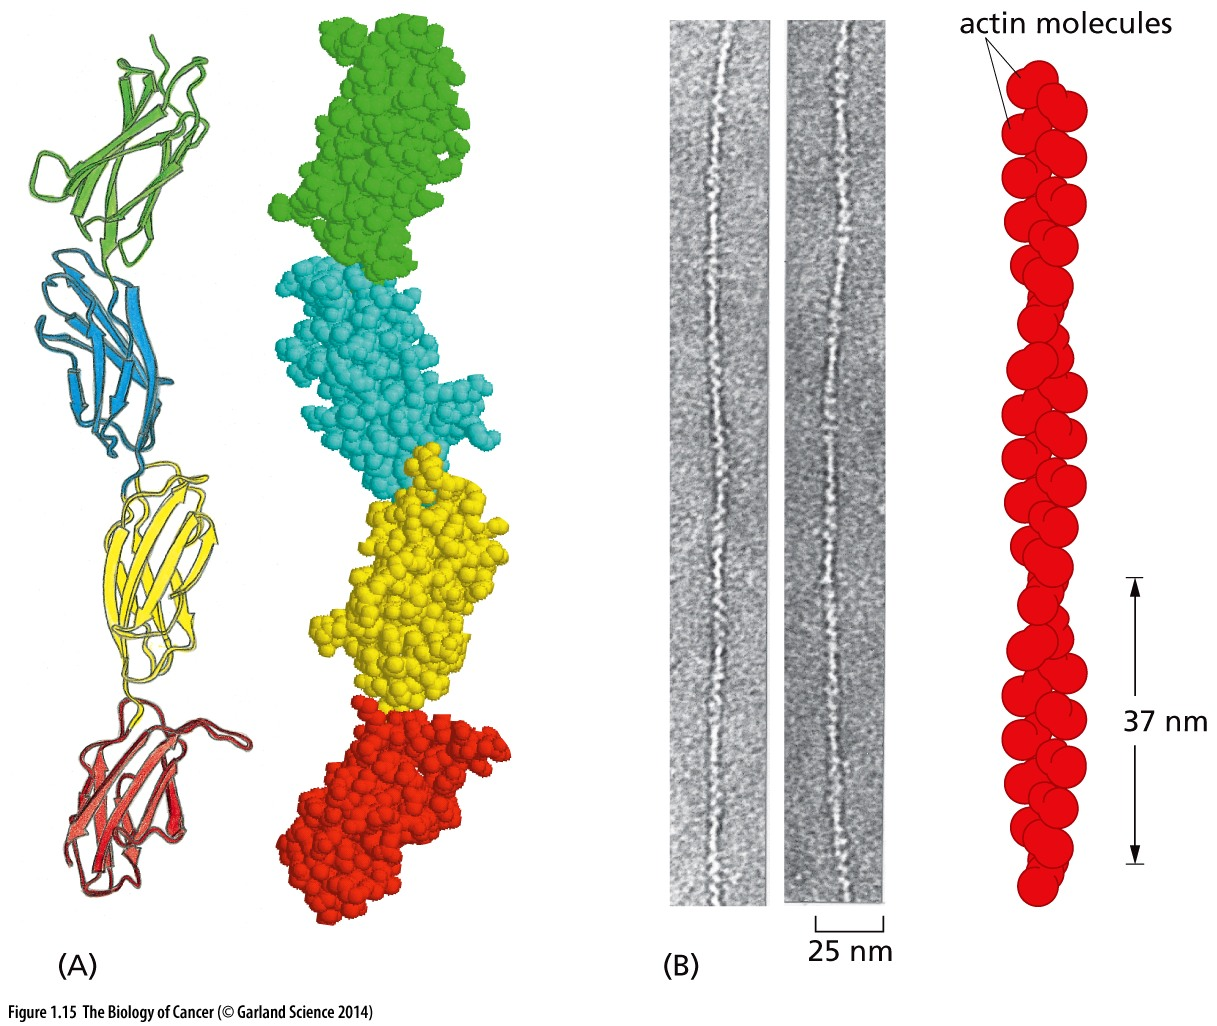 actin molecules
37 nm
25 nm
(A)
(B)
Figure 1.15 The Biology of Cancer (© Garland Science 2014)